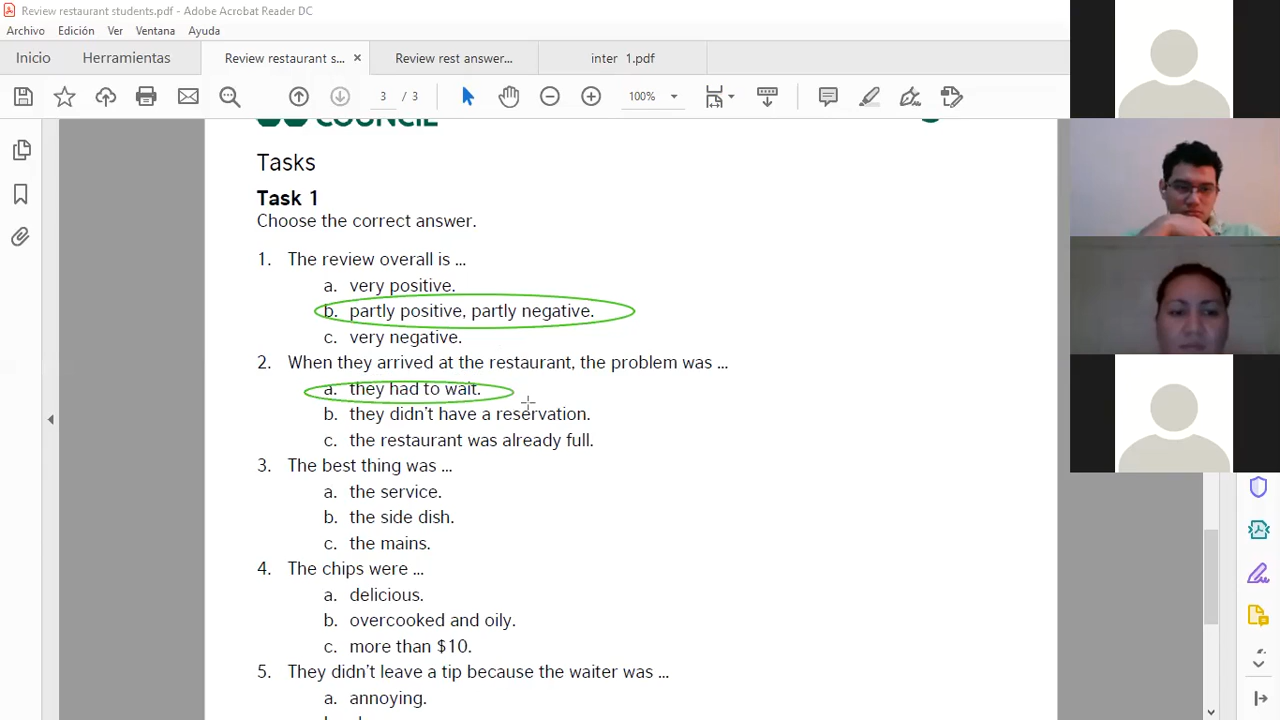 Review restaurant students.pdf - Adobe Acrobat Reader DC
Archivo Edición Ver Ventana Ayuda
Inicio Herramientas Review restaurant s... × Review rest answer... inter 1.pdf
3 / 3 100%
COUNCIL
Tasks
Task 1
Choose the correct answer.
1. The review overall is ...
a. very positive.
b. partly positive, partly negative.
c. very negative.
2. When they arrived at the restaurant, the problem was ...
a. they had to wait.
b. they didn't have a reservation.
c. the restaurant was already full.
3. The best thing was ...
a. the service.
b. the side dish.
c. the mains.
4. The chips were ...
a. delicious.
b. overcooked and oily.
c. more than $10.
5. They didn't leave a tip because the waiter was ...
a. annoying.